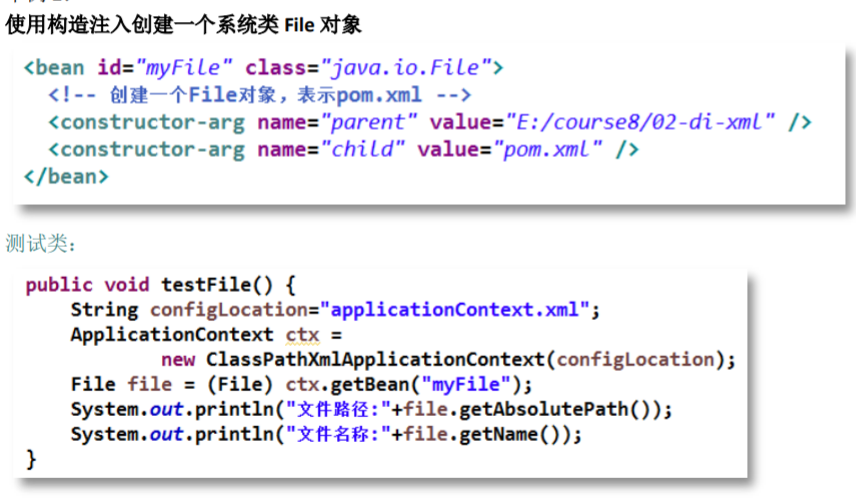 使用构造注入创建一个系统类 File 对象
<bean id="myFile" class="java.io.File">
<!-- 创建一个File对象，表示pom.xml -->
<constructor-arg name="parent" value="E:/course8/02-di-xml" />
<constructor-arg name="child" value="pom.xml" />
</bean>
测试类：
public void testFile() {
String configLocation="applicationContext.xml";
ApplicationContext ctx =
new ClassPathXmlApplicationContext(configLocation);
File file = (File) ctx.getBean("myFile");
System.out.println("文件路径:"+file.getAbsolutePath());
System.out.println("文件名称:"+file.getName());
}